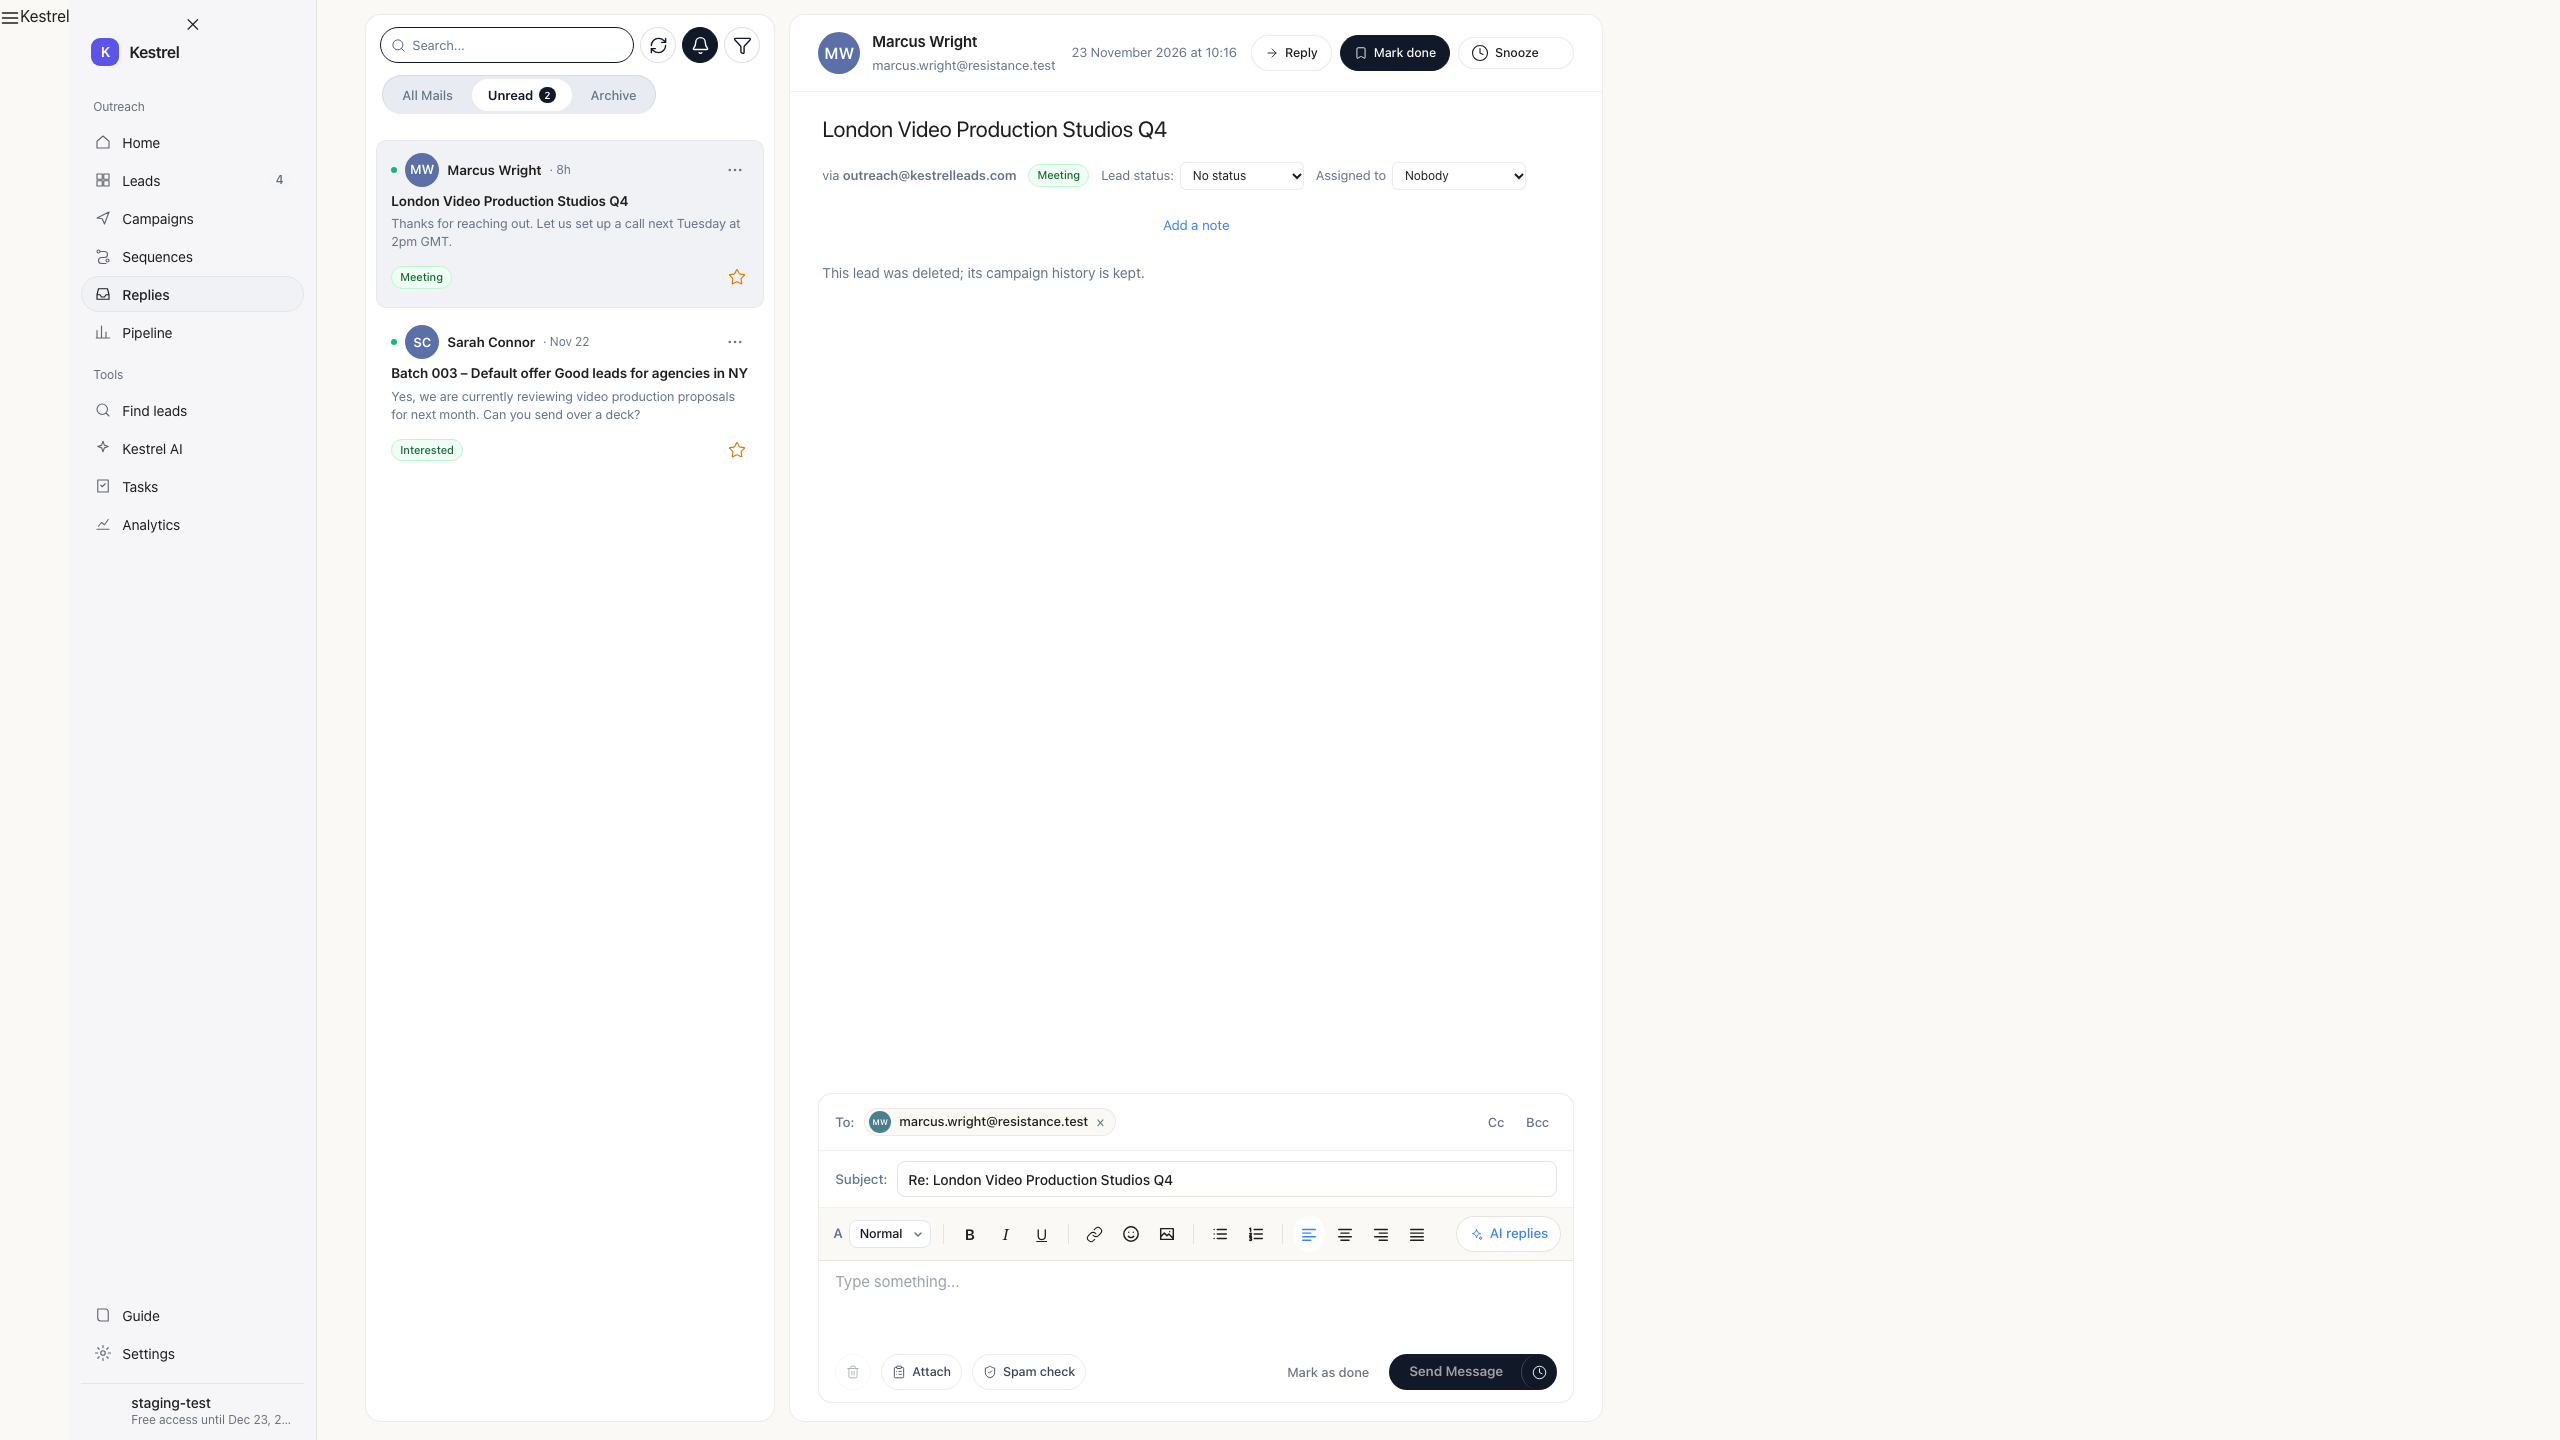 Kestrel
K Kestrel
Outreach
Home
Leads 4
Campaigns
Sequences
Replies
Pipeline
Tools
Find leads
Kestrel AI
Tasks
Analytics
Guide
Settings
staging-test
Free access until Dec 23, 2...
Search...
All Mails Unread 2 Archive
MW Marcus Wright · 8h
London Video Production Studios Q4
Thanks for reaching out. Let us set up a call next Tuesday at
2pm GMT.
Meeting
SC Sarah Connor · Nov 22
Batch 003 – Default offer Good leads for agencies in NY
Yes, we are currently reviewing video production proposals
for next month. Can you send over a deck?
Interested
MW Marcus Wright
marcus.wright@resistance.test
23 November 2026 at 10:16 Reply Mark done Snooze
London Video Production Studios Q4
via outreach@kestrelleads.com Meeting Lead status: No status Assigned to Nobody
Add a note
This lead was deleted; its campaign history is kept.
To: MW marcus.wright@resistance.test × Cc Bcc
Subject: Re: London Video Production Studios Q4
A Normal B I U AI replies
Type something...
Attach Spam check Mark as done Send Message